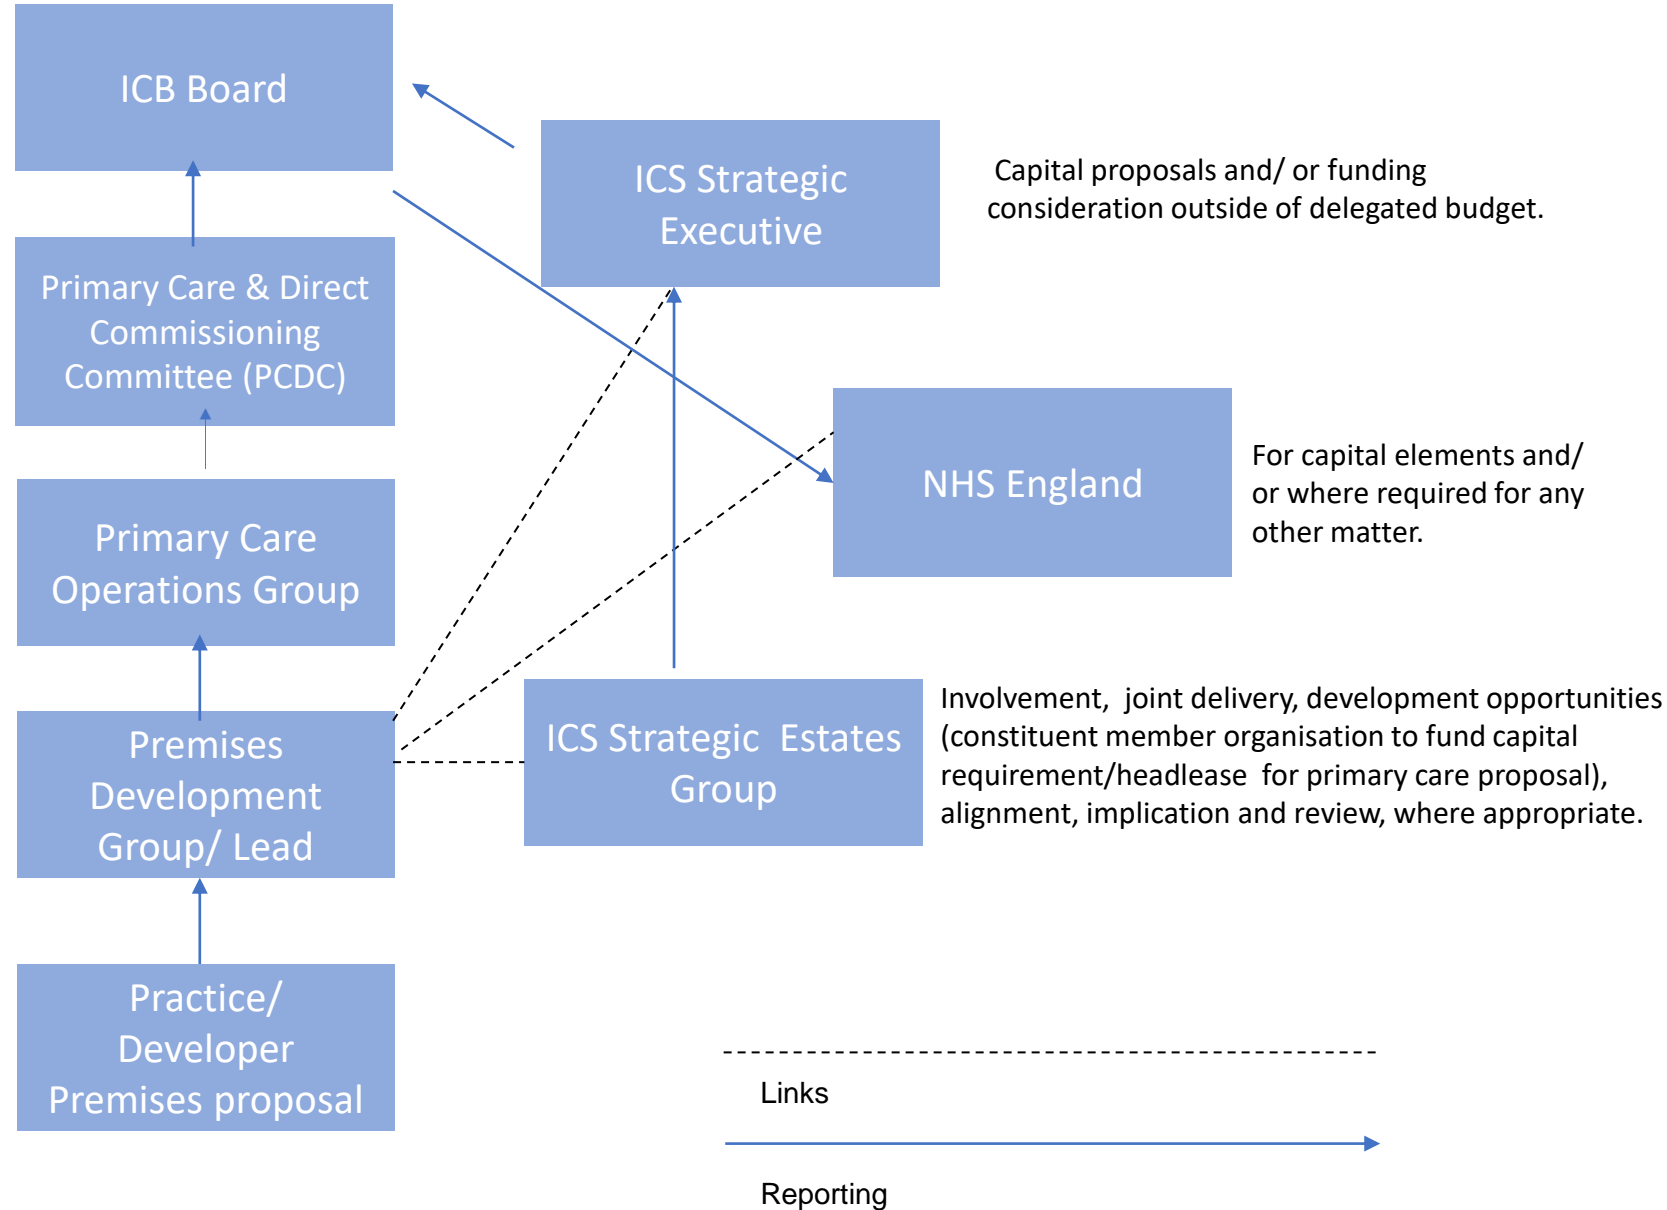 ICB Board
ICS Strategic
Executive
Capital proposals and/ or funding
consideration outside of delegated budget.
Primary Care & Direct
Commissioning
Committee (PCDC)
NHS England
For capital elements and/
or where required for any
other matter.
Primary Care
Operations Group
Premises
Development
Group/ Lead
ICS Strategic  Estates
Group
Involvement,  joint delivery, development opportunities
(constituent member organisation to fund capital
requirement/headlease  for primary care proposal),
alignment, implication and review, where appropriate.
Practice/
Developer
Premises proposal
Links
Reporting